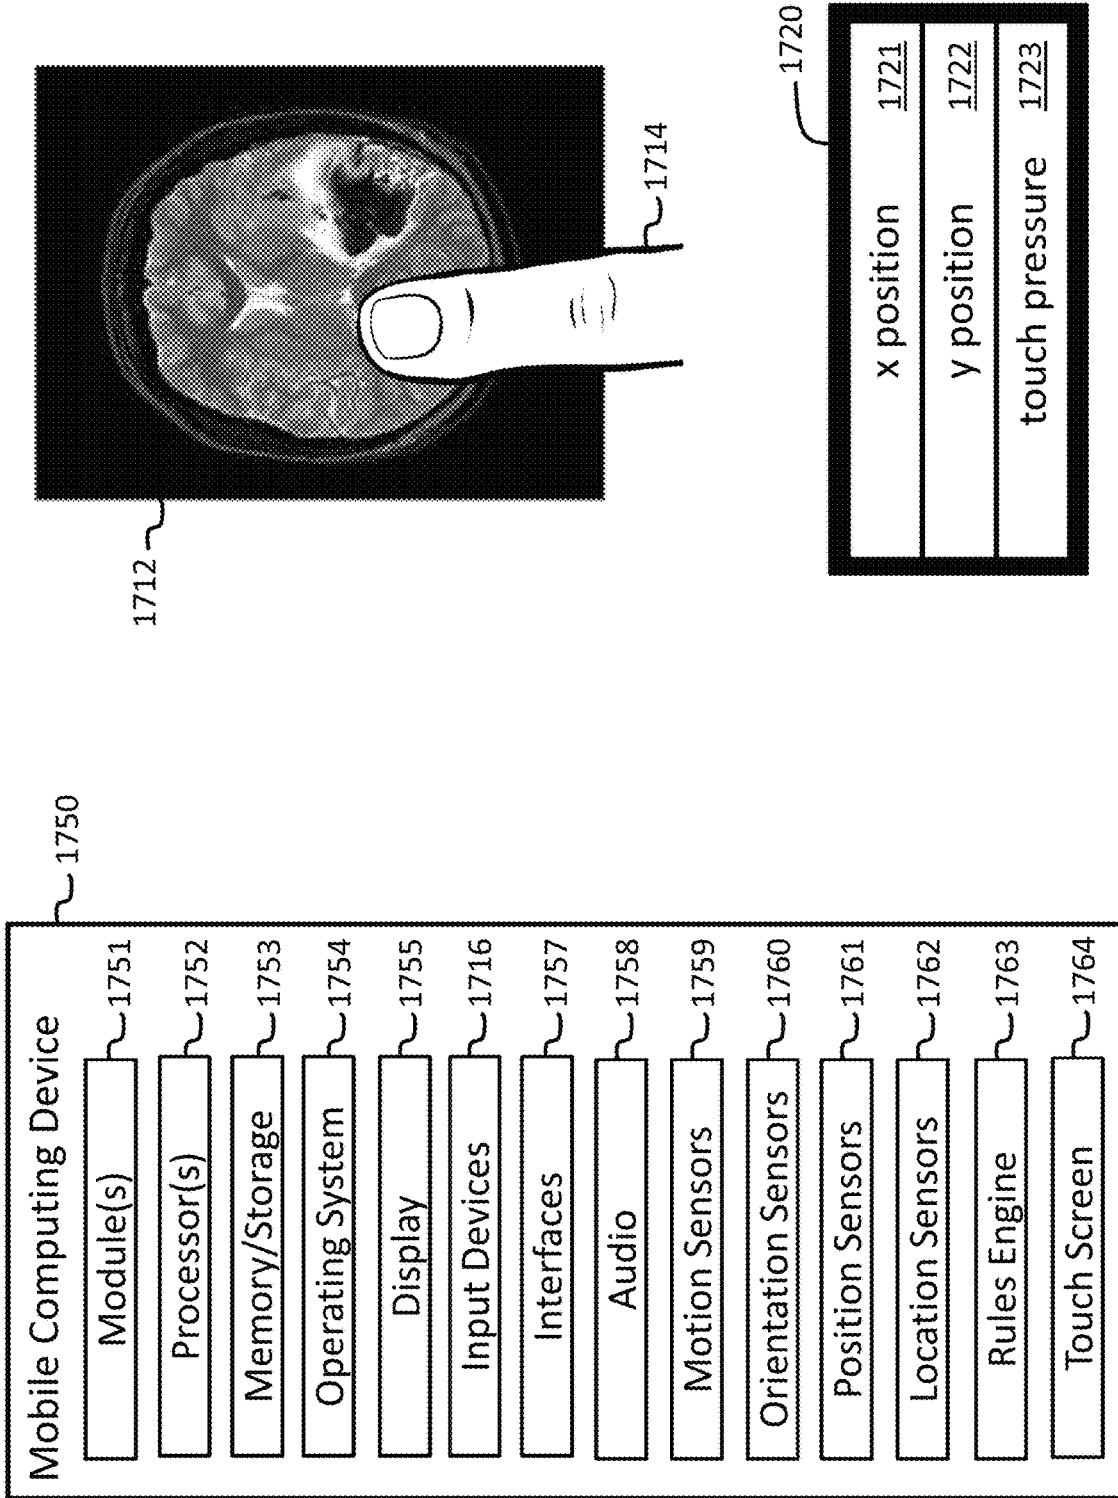 Mobile Computing Device
1750
Module(s)
1751
Processor(s)
1752
Memory/Storage
1753
Operating System
1754
Display
1755
Input Devices
1716
Interfaces
1757
Audio
1758
Motion Sensors
1759
Orientation Sensors
1760
Position Sensors
1761
Location Sensors
1762
Rules Engine
1763
Touch Screen
1764
1712
1714
1720
x position 1721
y position 1722
touch pressure 1723